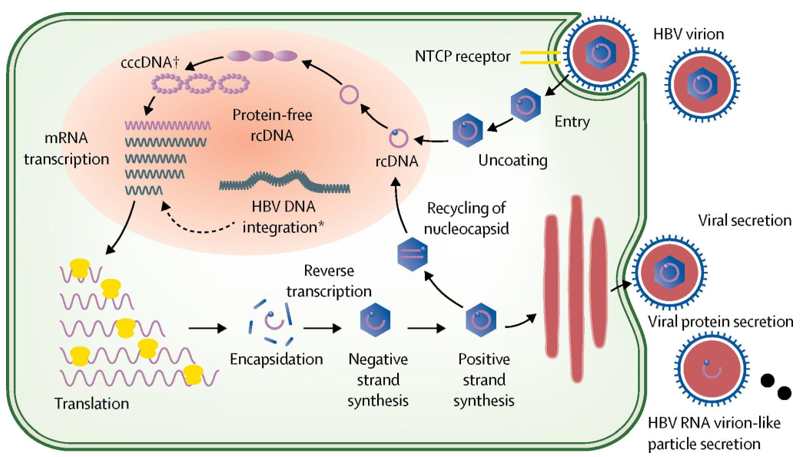 HBV virion
NTCP receptor
cccDNA†
Protein-free
rcDNA
mRNA
transcription
Entry
rcDNA
Uncoating
HBV DNA
integration*
Recycling of
nucleocapsid
Viral secretion
Reverse
transcription
Viral protein secretion
Encapsidation
Negative
strand
synthesis
Positive
strand
synthesis
Translation
HBV RNA virion-like
particle secretion